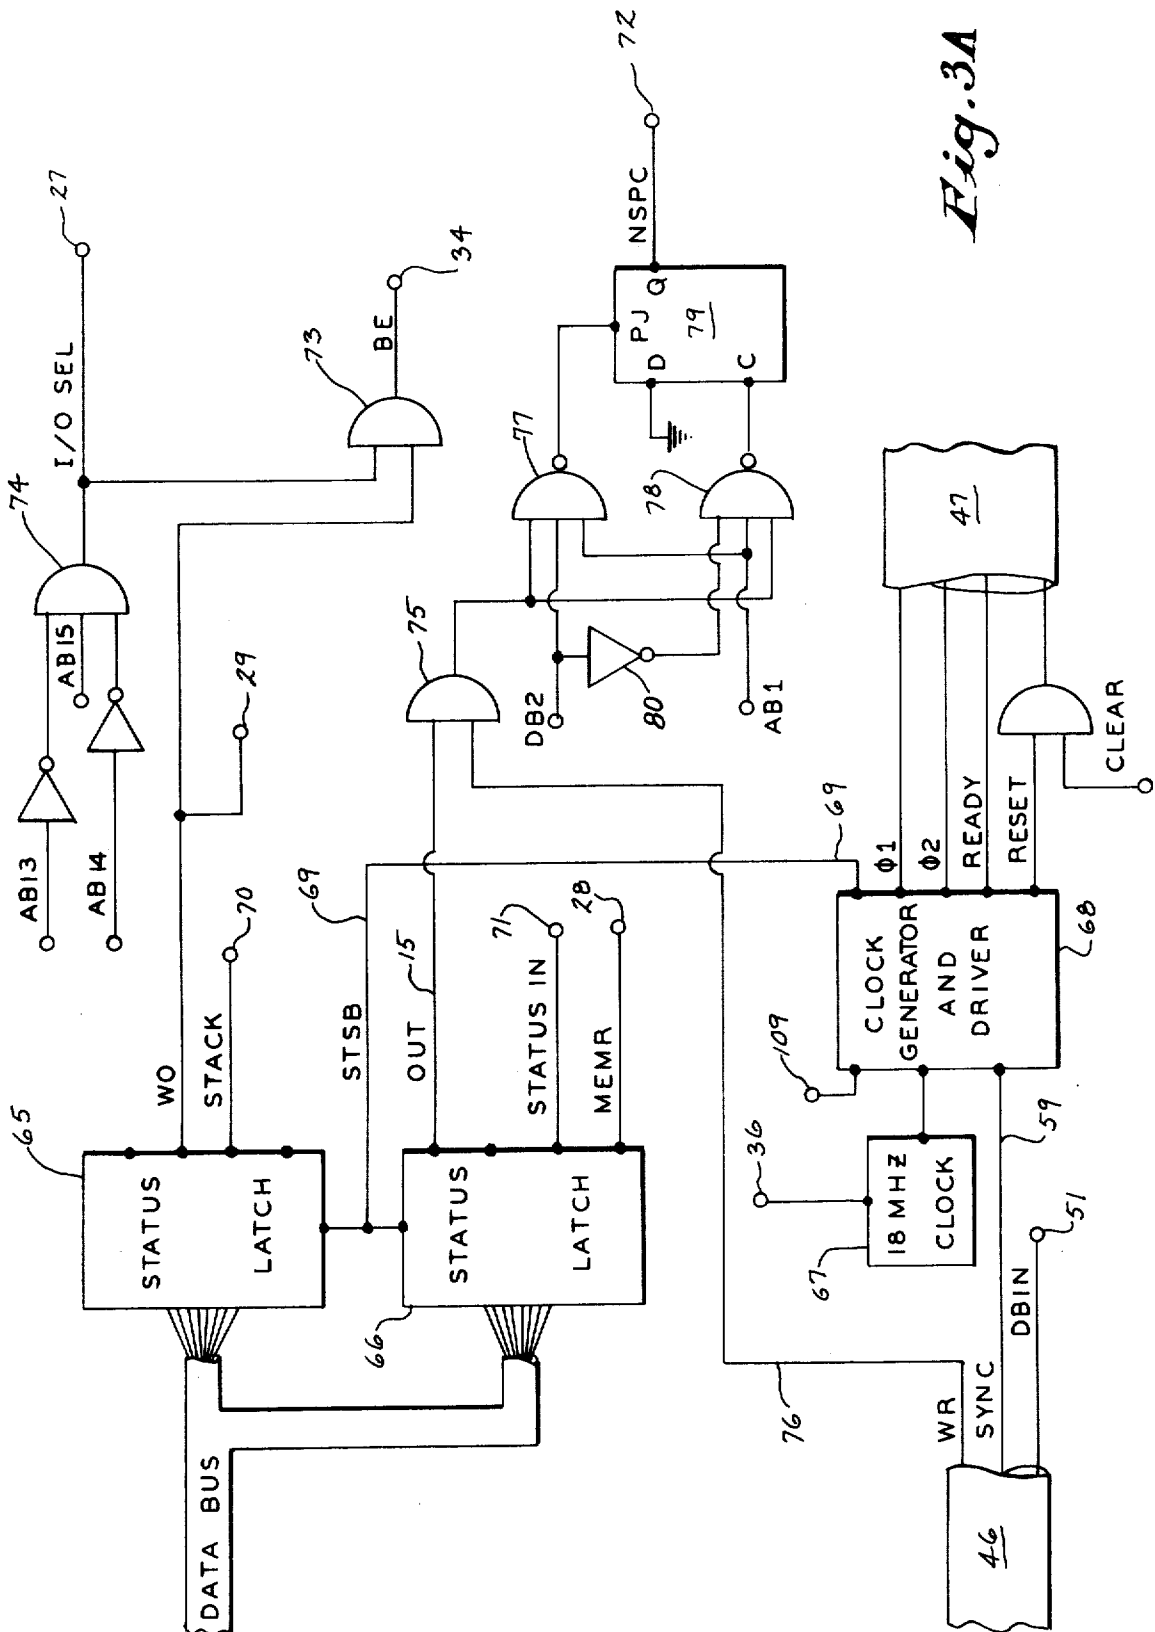 DATA BUS
65
STATUS
LATCH
66
STATUS
LATCH
WO
STACK
70
29
STSB
69
OUT
15
STATUS IN
71
MEMR
28
AB13
AB14
AB15
74
I/O SEL
27
73
BE
34
75
DB2
80
AB1
77
78
PJ
D
Q
C
79
NSPC
72
46
WR
SYNC
DBIN
76
59
51
36
67
18 MHZ
CLOCK
109
CLOCK
GENERATOR
AND
DRIVER
68
69
Φ1
Φ2
READY
RESET
CLEAR
47
Fig. 3A